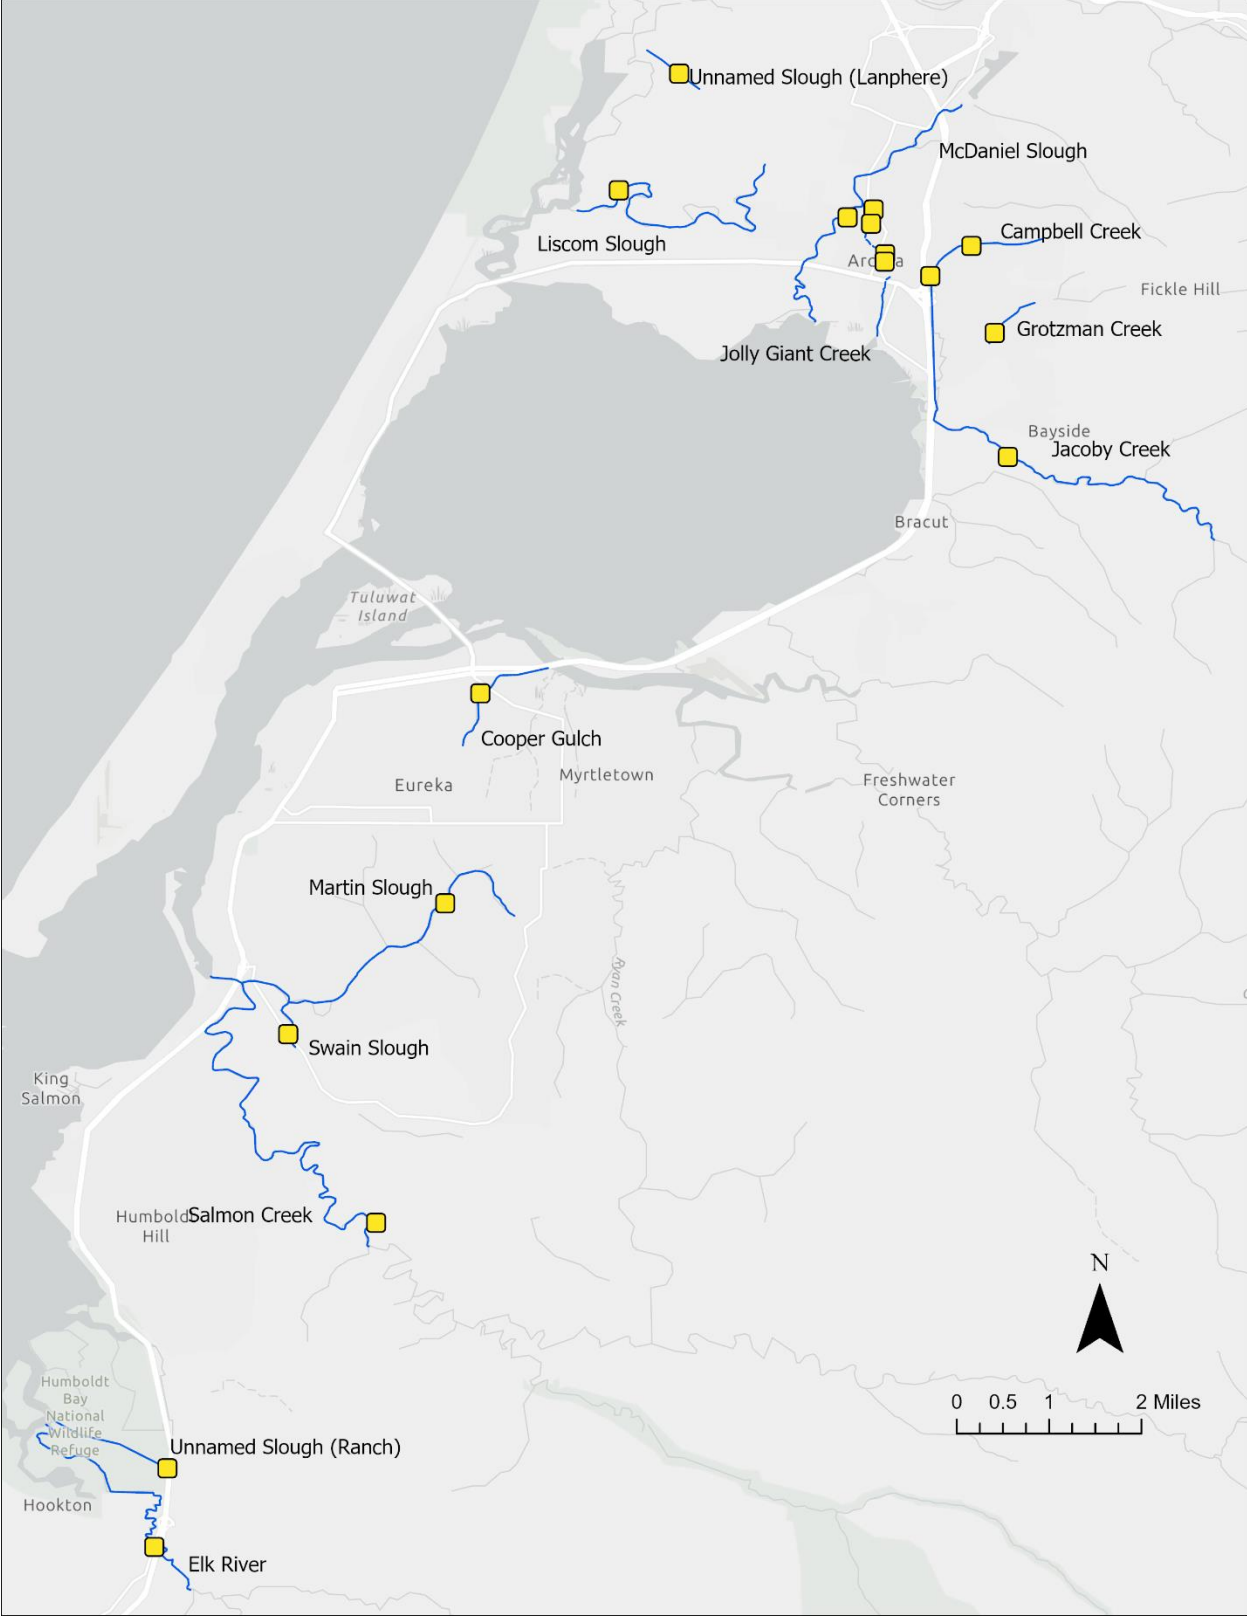 Unnamed Slough (Lanphere)
McDaniel Slough
Liscom Slough
Campbell Creek
Fickle Hill
Grotzman Creek
Jolly Giant Creek
Bayside
Jacoby Creek
Bracut
Tuluwat
Island
Cooper Gulch
Eureka
Myrtletown
Freshwater
Corners
Martin Slough
Ryan Creek
Swain Slough
King
Salmon
Salmon Creek
Hill
N
0 0.5 1 2 Miles
Humboldt
Bay
National
Wildlife
Refuge
Unnamed Slough (Ranch)
Hookton
Elk River